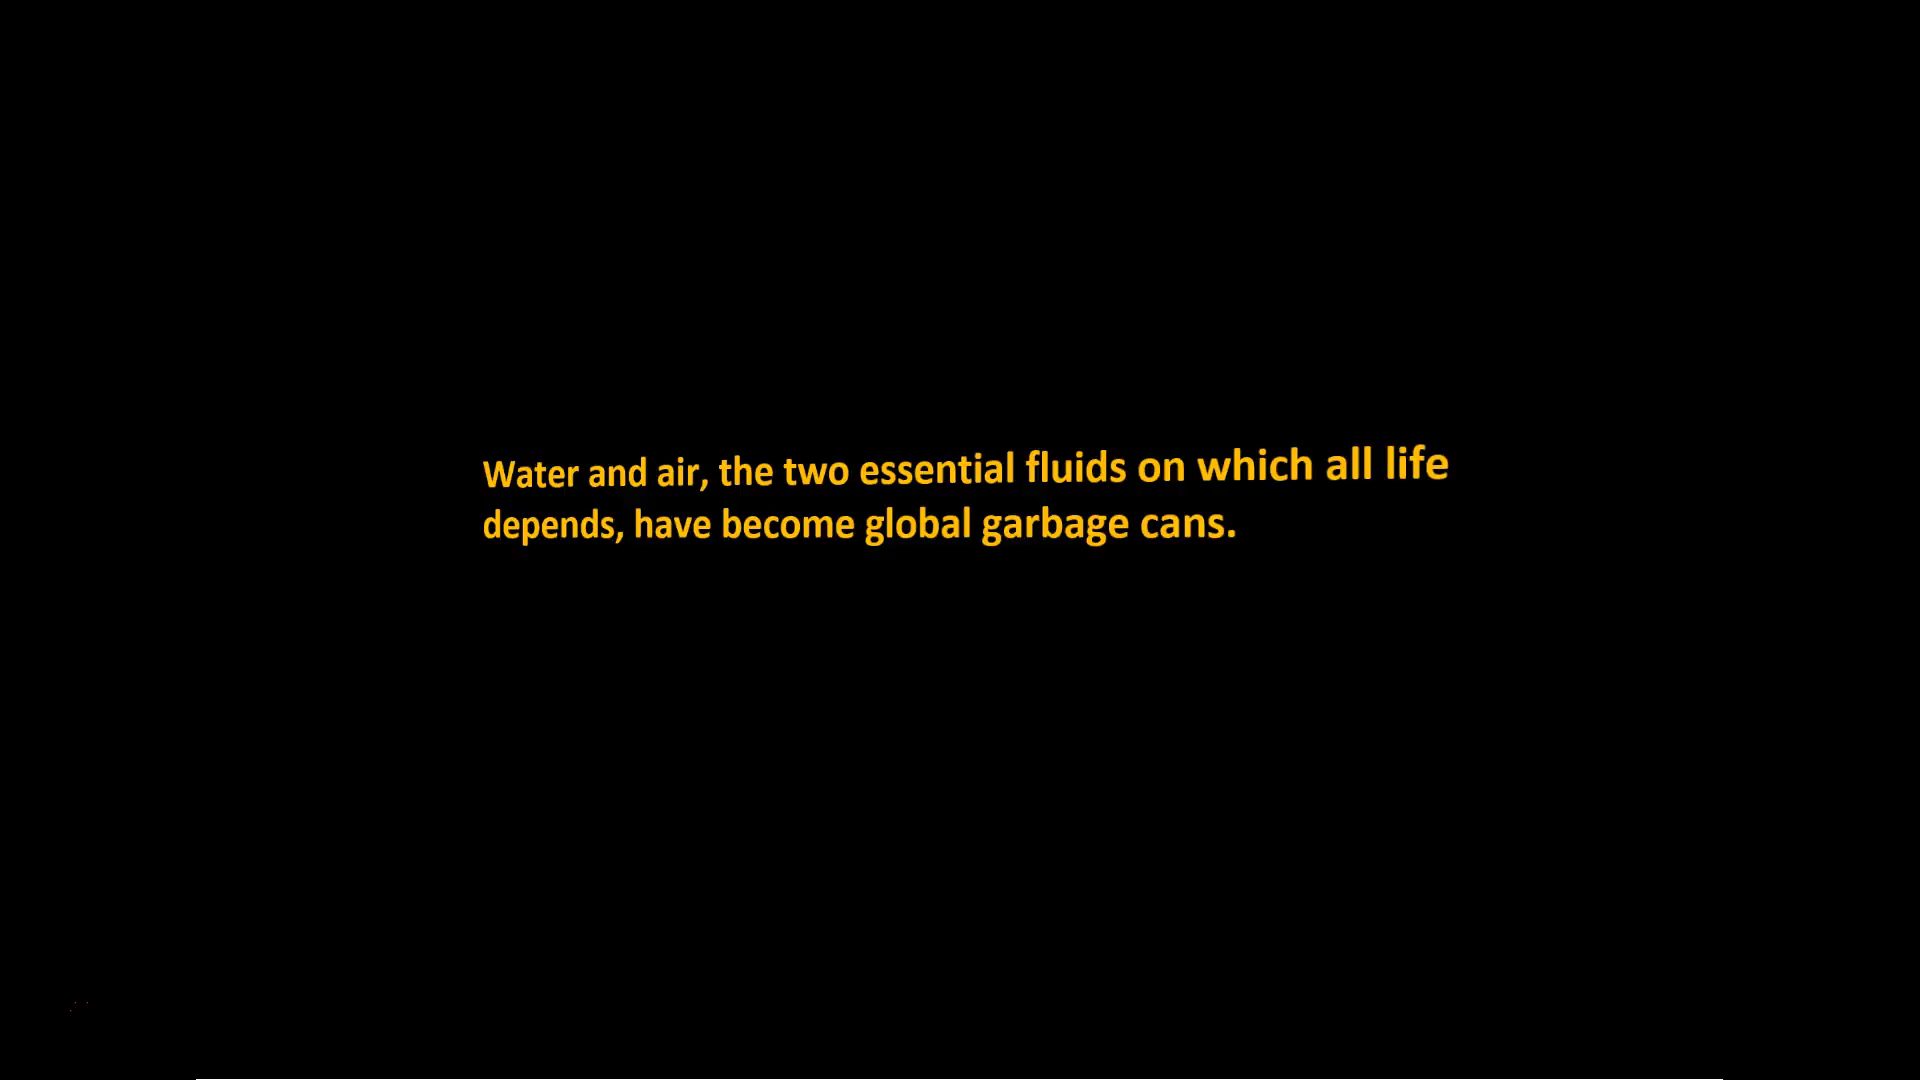 Water and air, the two essential fluids on which all life
depends, have become global garbage cans.